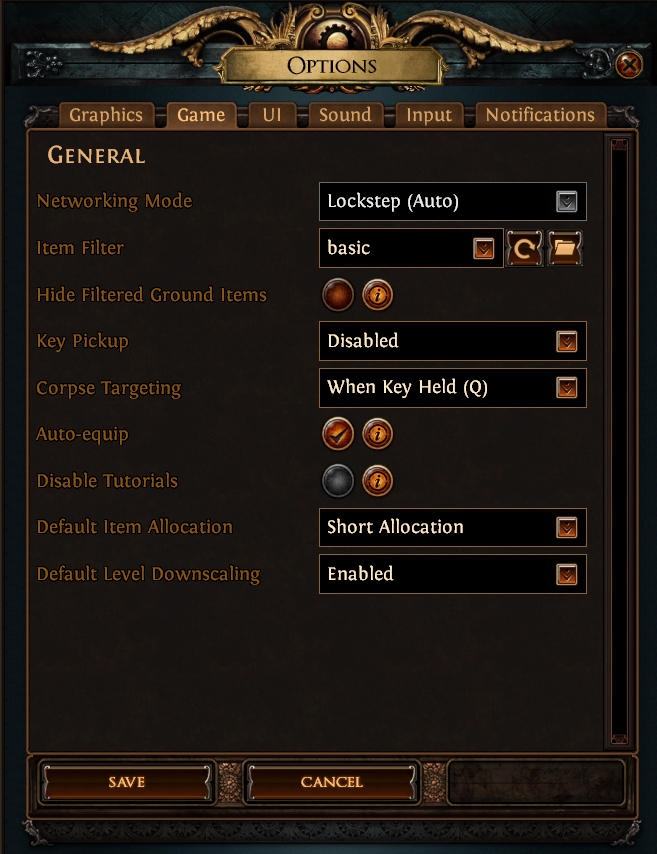 OPTIONS
Graphics Game UI Sound Input Notifications
GENERAL
Networking Mode Lockstep (Auto)
Item Filter basic
Hide Filtered Ground Items
Key Pickup Disabled
Corpse Targeting When Key Held (Q)
Auto-equip
Disable Tutorials
Default Item Allocation Short Allocation
Default Level Downscaling Enabled
SAVE CANCEL